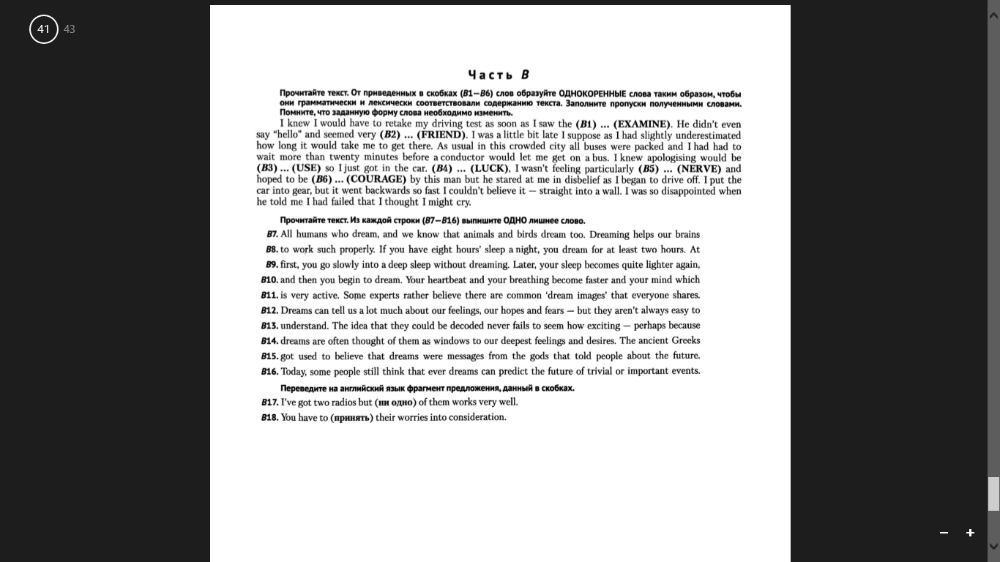 41 43
Часть В
Прочитайте текст. От приведенных в скобках (B1—B6) слов образуйте ОДНОКОРЕННЫЕ слова таким образом, чтобы
они грамматически и лексически соответствовали содержанию текста. Заполните пропуски полученными словами.
Помните, что заданную форму слова необходимо изменить.
I knew I would have to retake my driving test as soon as I saw the (B1) ... (EXAMINE). He didn't even
say “hello” and seemed very (B2) ... (FRIEND). I was a little bit late I suppose as I had slightly underestimated
how long it would take me to get there. As usual in this crowded city all buses were packed and I had had to
wait more than twenty minutes before a conductor would let me get on a bus. I knew apologising would be
(B3) ... (USE) so I just got in the car. (B4) ... (LUCK), I wasn't feeling particularly (B5) ... (NERVE) and
hoped to be (B6) ... (COURAGE) by this man but he stared at me in disbelief as I began to drive off. I put the
car into gear, but it went backwards so fast I couldn't believe it — straight into a wall. I was so disappointed when
he told me I had failed that I thought I might cry.
Прочитайте текст. Из каждой строки (B7—B16) выпишите ОДНО лишнее слово.
B7. All humans who dream, and we know that animals and birds dream too. Dreaming helps our brains
B8. to work such properly. If you have eight hours' sleep a night, you dream for at least two hours. At
B9. first, you go slowly into a deep sleep without dreaming. Later, your sleep becomes quite lighter again,
B10. and then you begin to dream. Your heartbeat and your breathing become faster and your mind which
B11. is very active. Some experts rather believe there are common ‘dream images’ that everyone shares.
B12. Dreams can tell us a lot much about our feelings, our hopes and fears — but they aren't always easy to
B13. understand. The idea that they could be decoded never fails to seem how exciting — perhaps because
B14. dreams are often thought of them as windows to our deepest feelings and desires. The ancient Greeks
B15. got used to believe that dreams were messages from the gods that told people about the future.
B16. Today, some people still think that ever dreams can predict the future of trivial or important events.
Переведите на английский язык фрагмент предложения, данный в скобках.
B17. I've got two radios but (ни одно) of them works very well.
B18. You have to (принять) their worries into consideration.